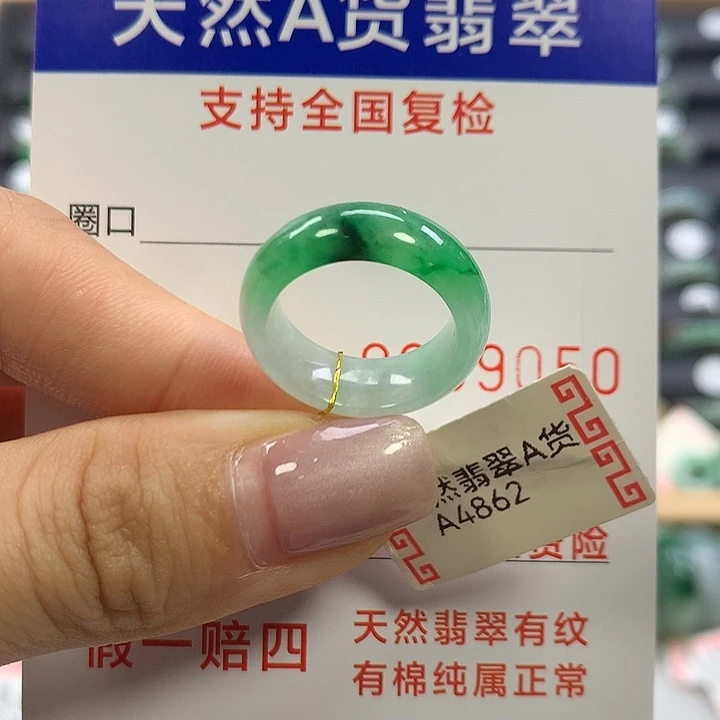 天然A货翡翠
支持全国复检
圈口
9050
然翡翠A货
A4862
险
假一赔四
天然翡翠有纹
有棉纯属正常